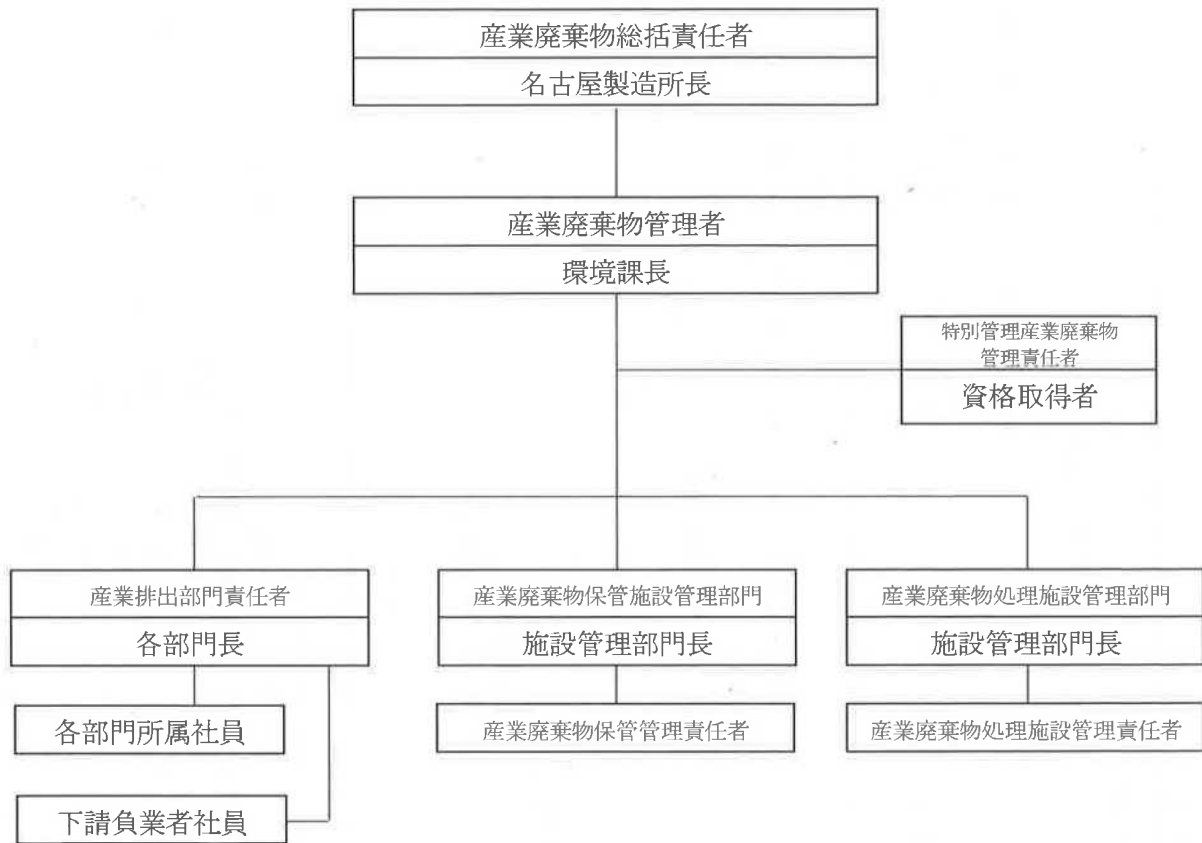 産業廃棄物総括責任者
名古屋製造所長
産業廃棄物管理者
環境課長
特別管理産業廃棄物
管理責任者
資格取得者
産業排出部門責任者
各部門長
産業廃棄物保管施設管理部門
施設管理部門長
産業廃棄物処理施設管理部門
施設管理部門長
各部門所属社員
産業廃棄物保管管理責任者
産業廃棄物処理施設管理責任者
下請負業者社員